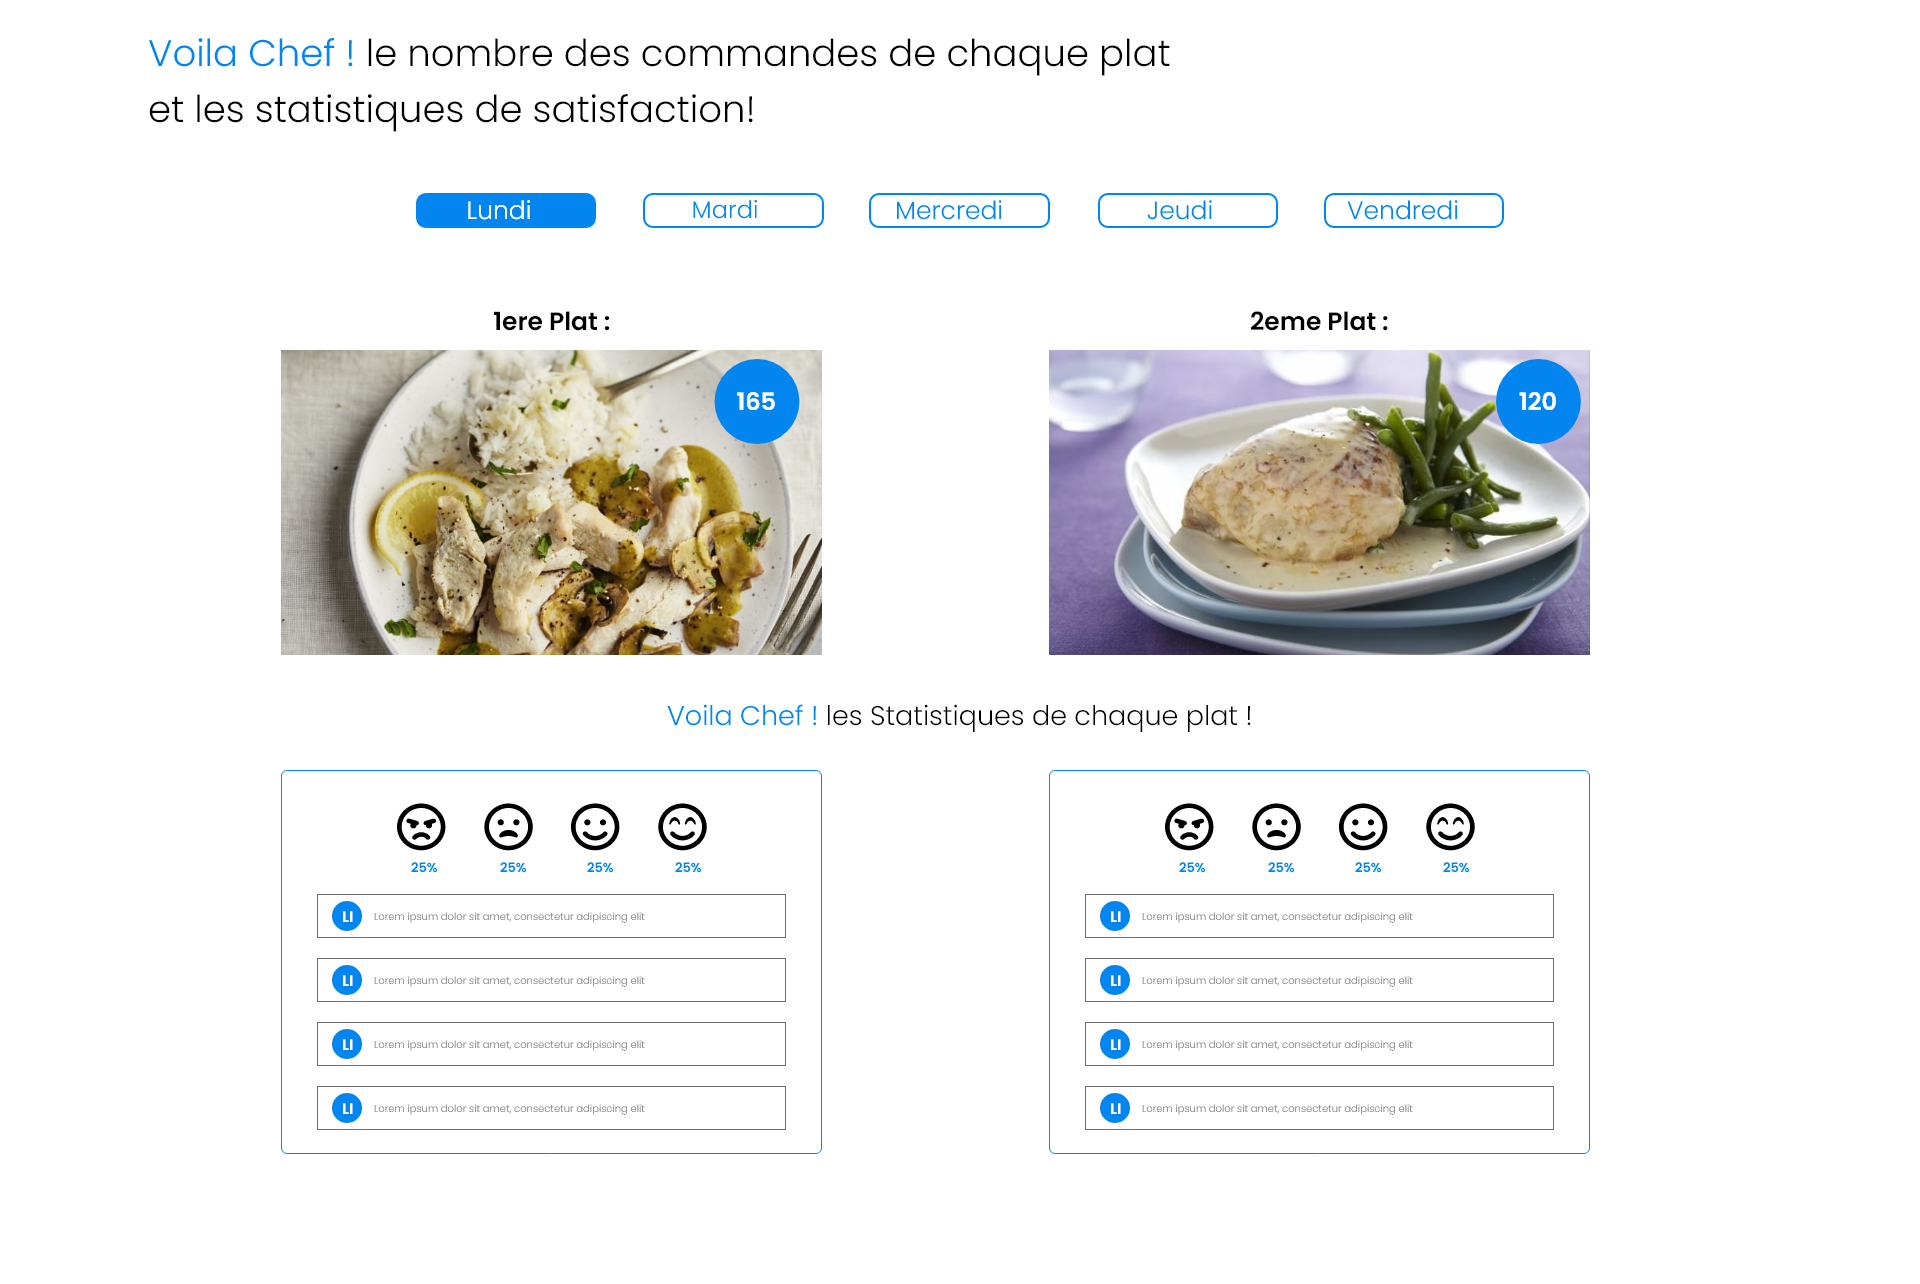 Voila Chef ! le nombre des commandes de chaque plat
et les statistiques de satisfaction!
Lundi
Mardi
Mercredi
Jeudi
Vendredi
1ere Plat :
2eme Plat :
165
120
Voila Chef ! les Statistiques de chaque plat !
25%
25%
25%
25%
LI Lorem ipsum dolor sit amet, consectetur adipiscing elit
LI Lorem ipsum dolor sit amet, consectetur adipiscing elit
LI Lorem ipsum dolor sit amet, consectetur adipiscing elit
LI Lorem ipsum dolor sit amet, consectetur adipiscing elit
25%
25%
25%
25%
LI Lorem ipsum dolor sit amet, consectetur adipiscing elit
LI Lorem ipsum dolor sit amet, consectetur adipiscing elit
LI Lorem ipsum dolor sit amet, consectetur adipiscing elit
LI Lorem ipsum dolor sit amet, consectetur adipiscing elit